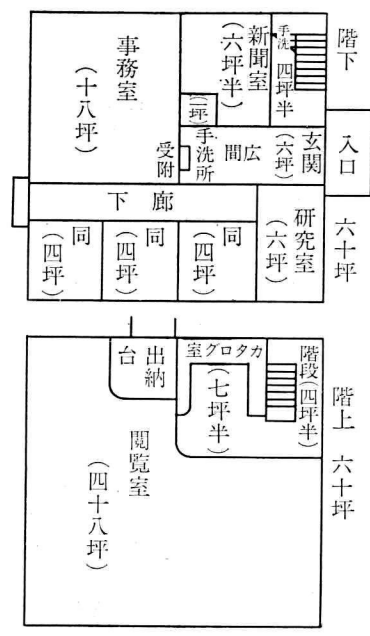 階下 六十坪
入口
手洗
四坪半
新聞室
(六坪半)
事務室
(十八坪)
玄関
(六坪)
広間
(一坪)
手洗所
受附
廊下
研究室
(六坪)
同
(四坪)
同
(四坪)
同
(四坪)
階上 六十坪
階段(四坪半)
カタログ室
(七坪半)
出納台
閲覧室
(四十八坪)